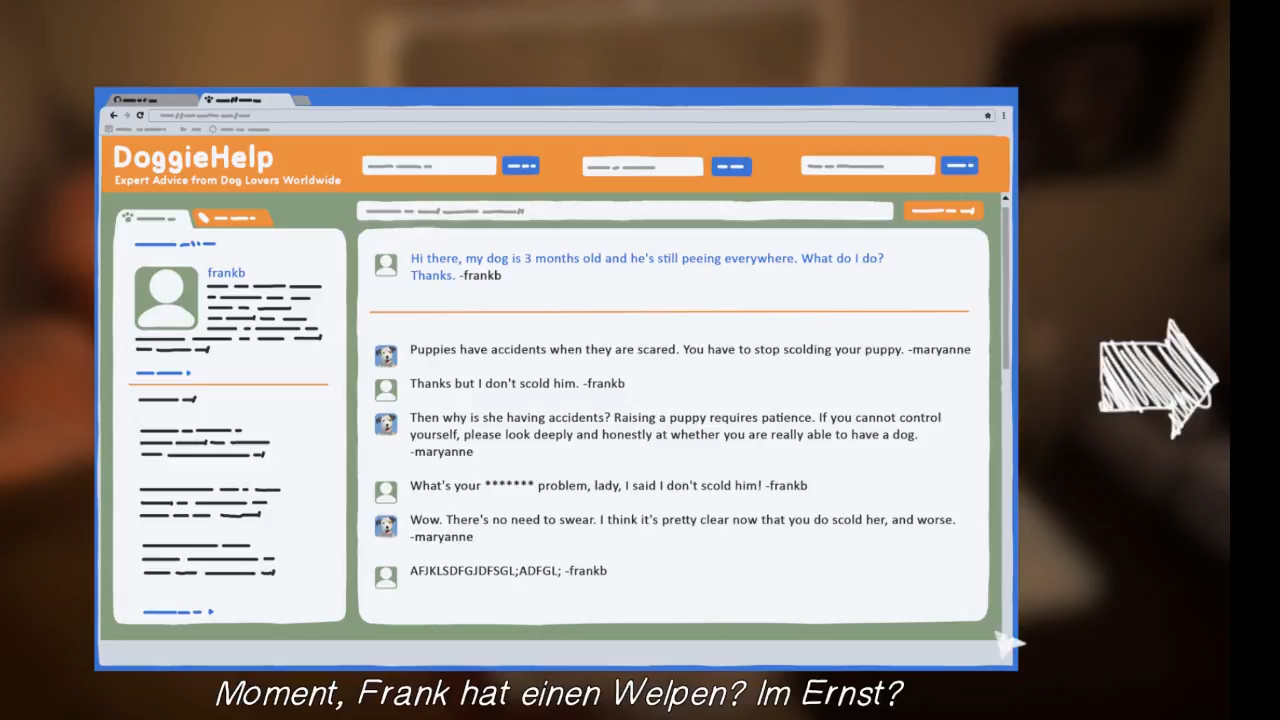 DoggieHelp
Expert Advice from Dog Lovers Worldwide
frankb
Hi there, my dog is 3 months old and he's still peeing everywhere. What do I do?
Thanks. -frankb
Puppies have accidents when they are scared. You have to stop scolding your puppy. -maryanne
Thanks but I don't scold him. -frankb
Then why is she having accidents? Raising a puppy requires patience. If you cannot control
yourself, please look deeply and honestly at whether you are really able to have a dog.
-maryanne
What's your ******* problem, lady, I said I don't scold him! -frankb
Wow. There's no need to swear. I think it's pretty clear now that you do scold her, and worse.
-maryanne
AFJKLSDFGJDFSGL;ADFGL; -frankb
Moment, Frank hat einen Welpen? Im Ernst?